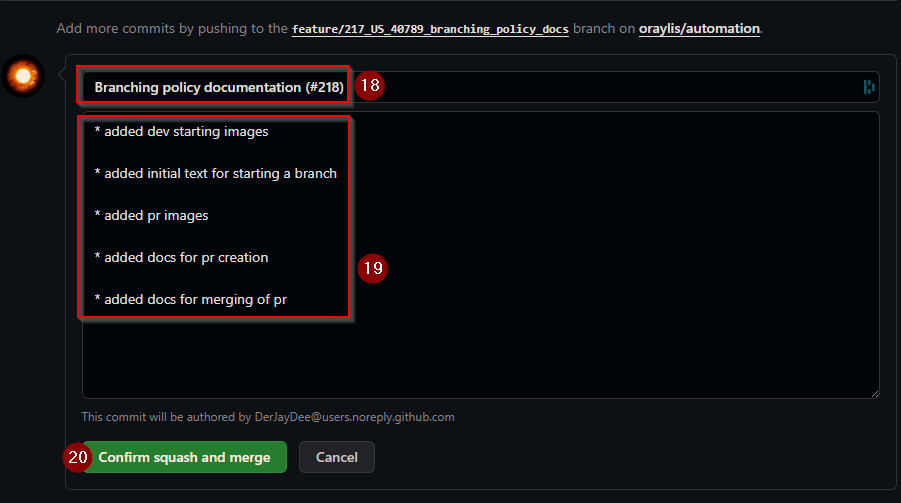 Add more commits by pushing to the feature/217_US_40789_branching_policy_docs branch on oraylis/automation.
Branching policy documentation (#218)
18
* added dev starting images
* added initial text for starting a branch
* added pr images
* added docs for pr creation
19
* added docs for merging of pr
This commit will be authored by DerJayDee@users.noreply.github.com
20
Confirm squash and merge
Cancel